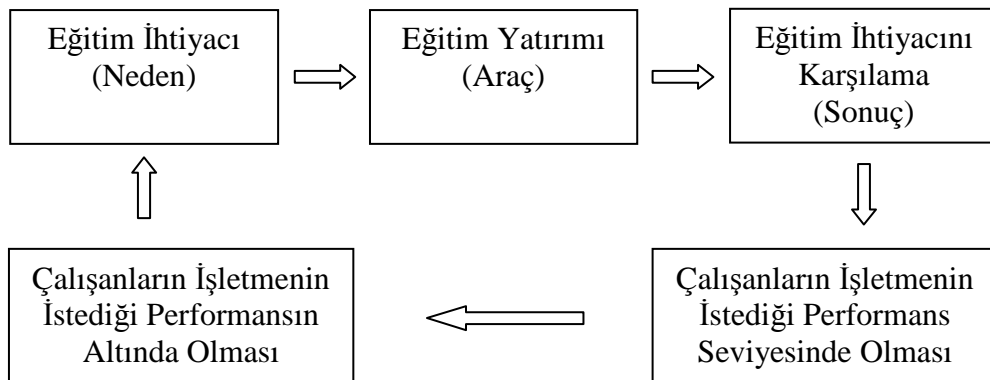 Eğitim İhtiyacı
(Neden)
Eğitim Yatırımı
(Araç)
Eğitim İhtiyacını
Karşılama
(Sonuç)
Çalışanların İşletmenin
İstediği Performansın
Altında Olması
Çalışanların İşletmenin
İstediği Performans
Seviyesinde Olması